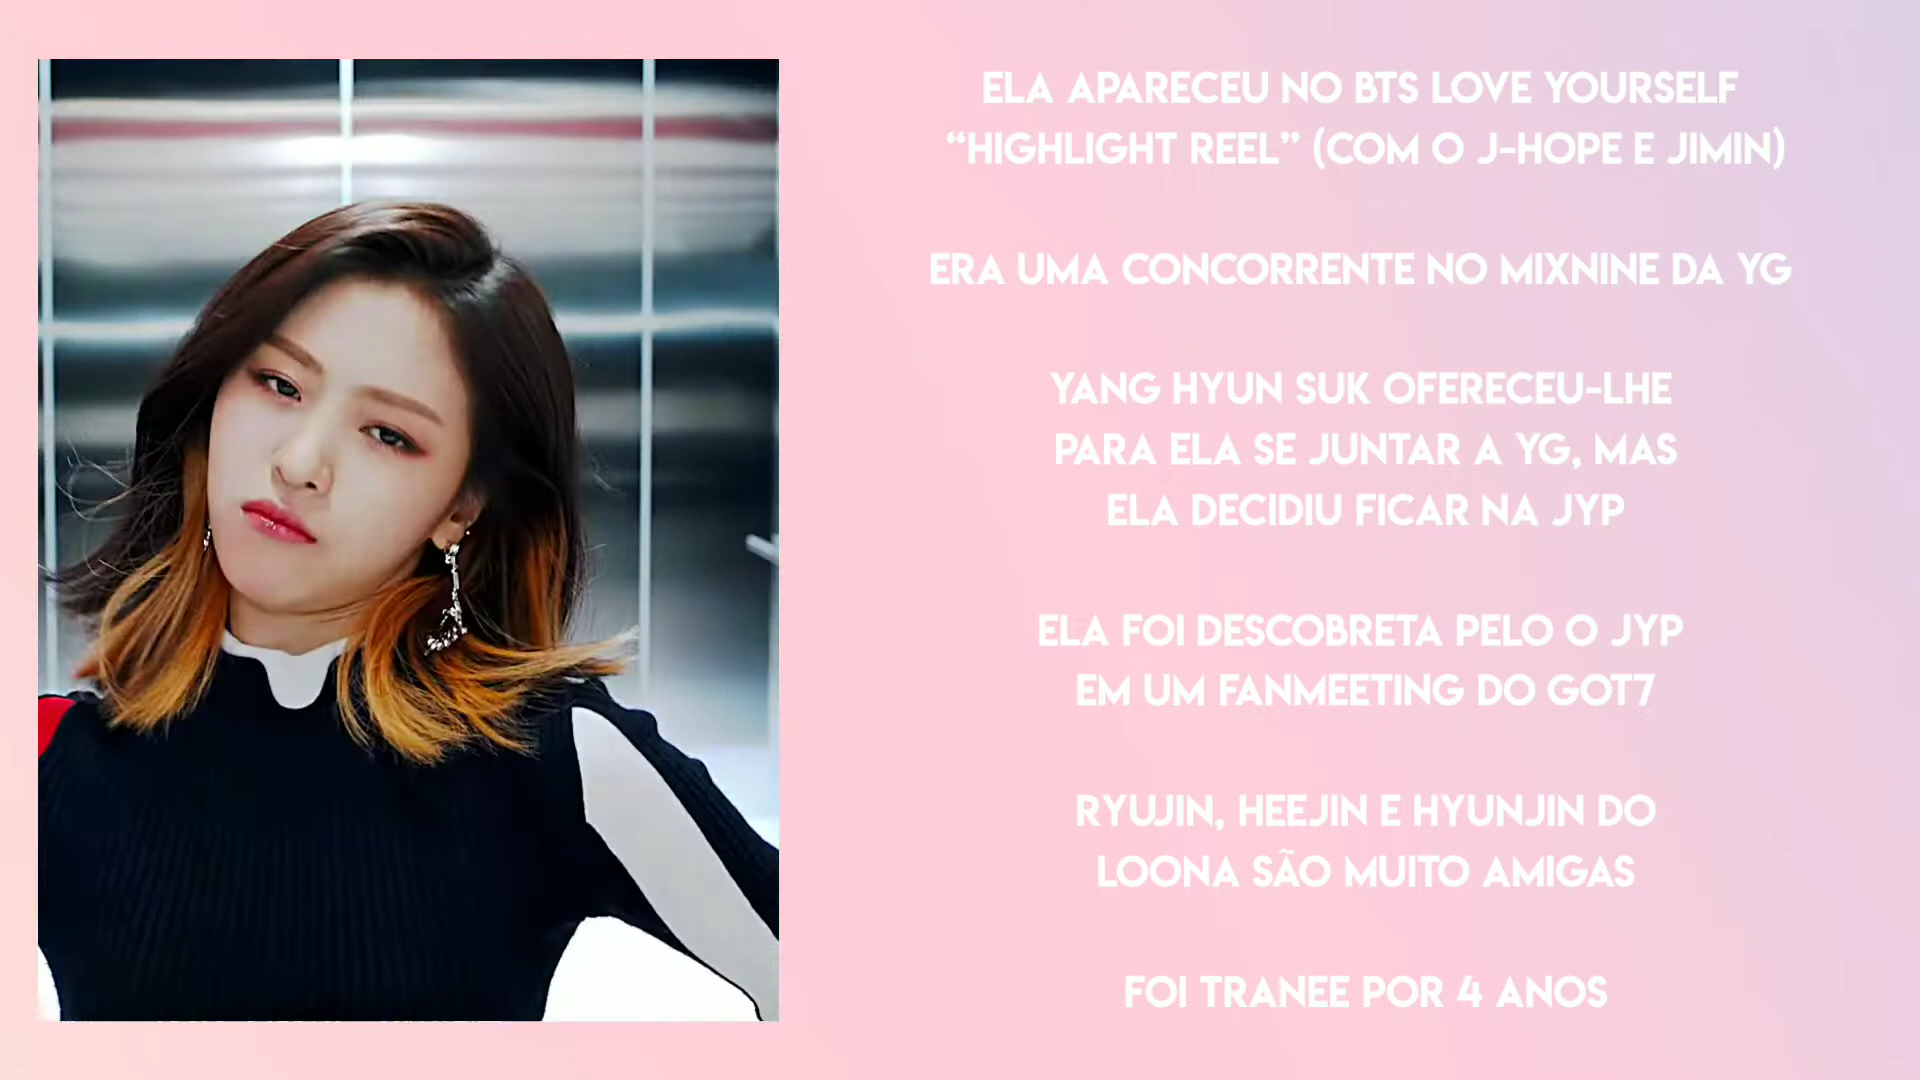 ELA APARECEU NO BTS LOVE YOURSELF
“HIGHLIGHT REEL” (COM O J-HOPE E JIMIN)
ERA UMA CONCORRENTE NO MIXNINE DA YG
YANG HYUN SUK OFERECEU-LHE
PARA ELA SE JUNTAR A YG, MAS
ELA DECIDIU FICAR NA JYP
ELA FOI DESCOBRETA PELO O JYP
EM UM FANMEETING DO GOT7
RYUJIN, HEEJIN E HYUNJIN DO
LOONA SÃO MUITO AMIGAS
FOI TRANEE POR 4 ANOS